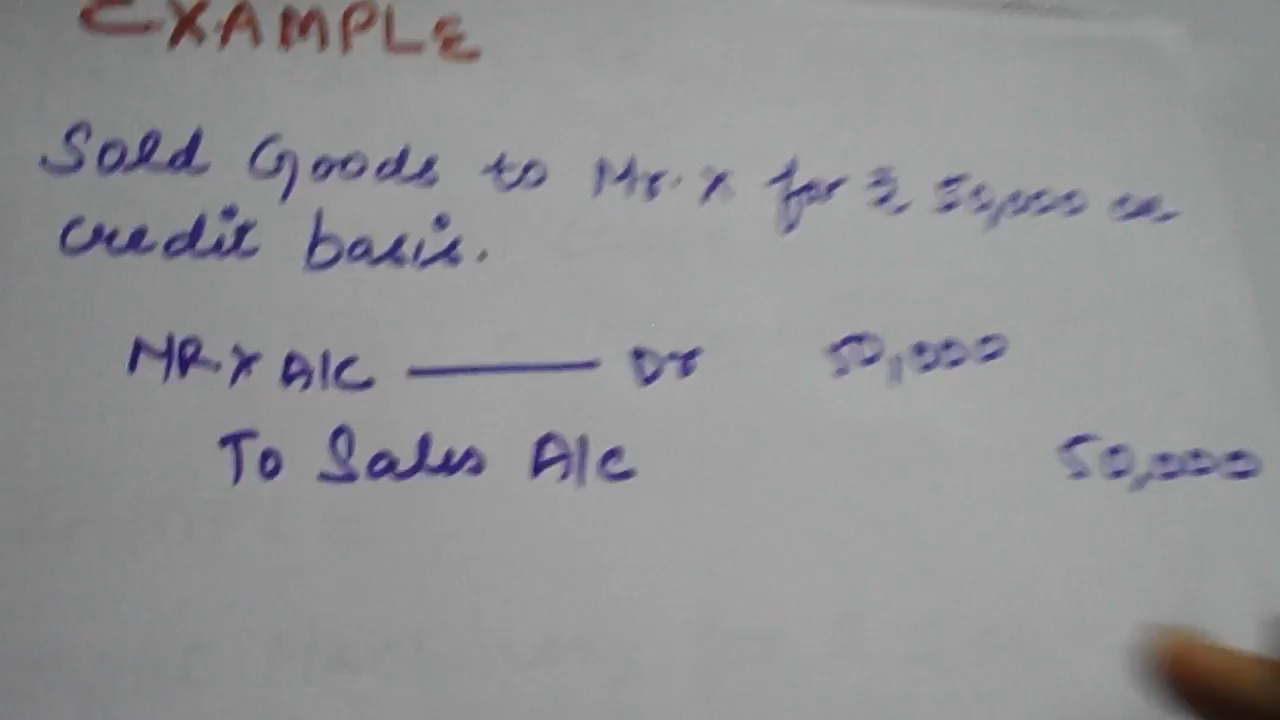 EXAMPLE
Sold Goods to Mr. X for ₹ 50,000 on
credit basis.
MR. X A/C ——— Dr 50,000
To Sales A/c 50,000